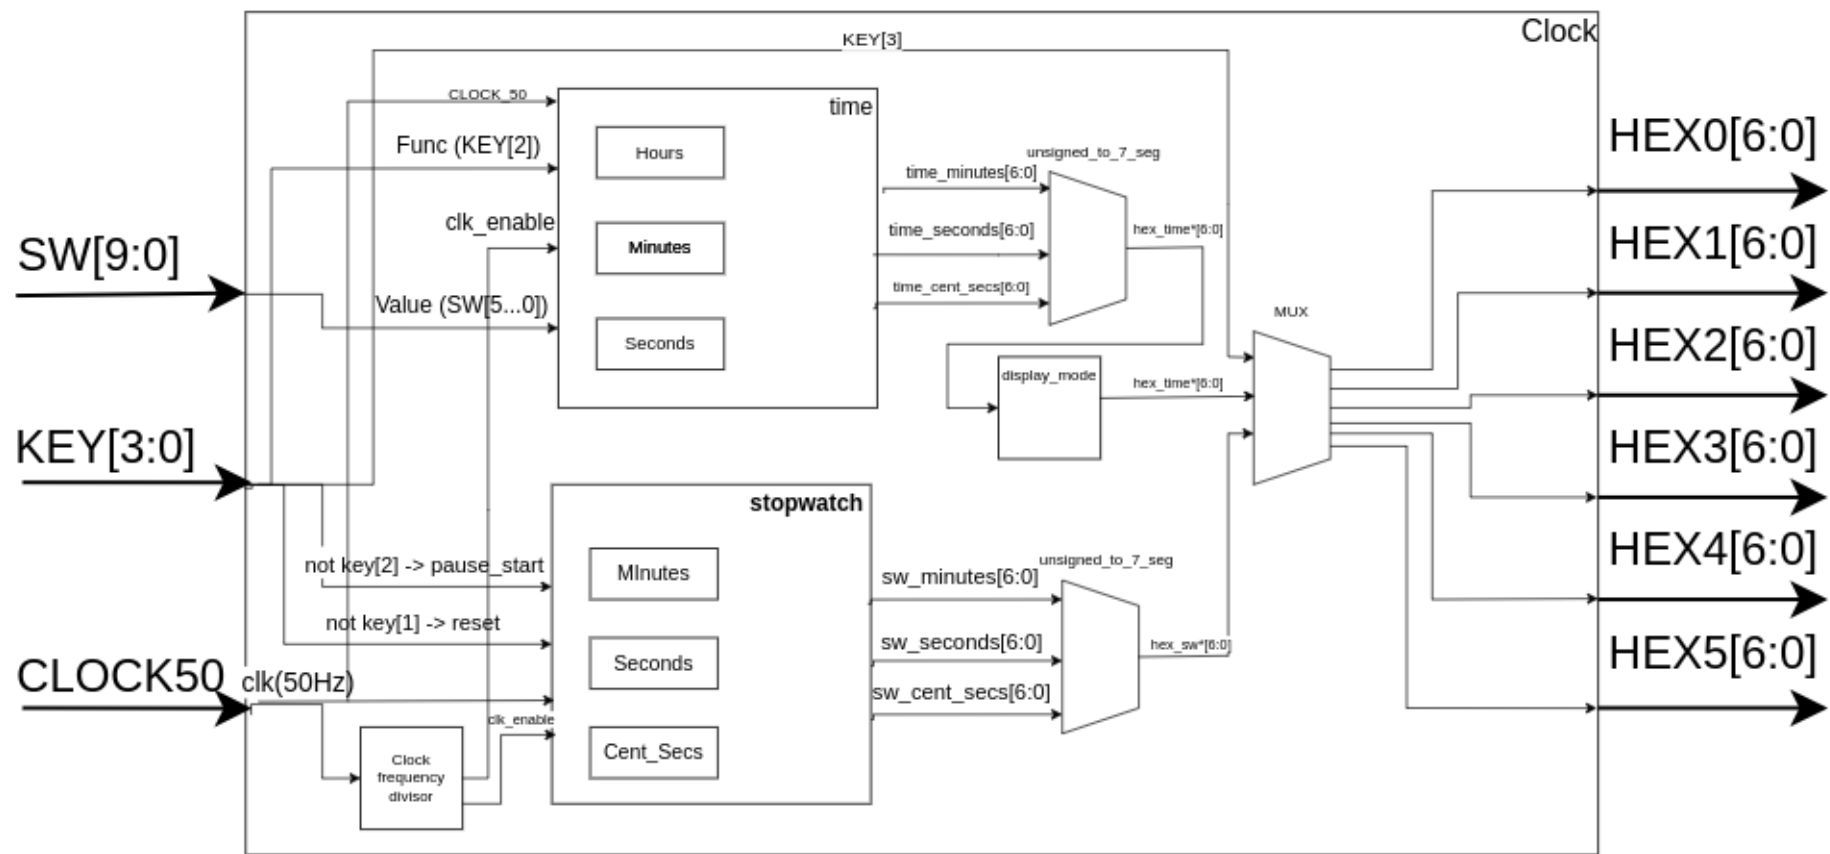 Clock
KEY[3]
CLOCK_50
time
Func (KEY[2])
Hours
unsigned_to_7_seg
time_minutes[6:0]
HEX0[6:0]
clk_enable
time_seconds[6:0]
hex_time*[6:0]
HEX1[6:0]
SW[9:0]
Minutes
time_cent_secs[6:0]
Value (SW[5...0])
MUX
Seconds
HEX2[6:0]
display_mode
hex_time*[6:0]
KEY[3:0]
HEX3[6:0]
stopwatch
not key[2] -> pause_start
MInutes
sw_minutes[6:0]
unsigned_to_7_seg
HEX4[6:0]
not key[1] -> reset
sw_seconds[6:0]
hex_sw*[6:0]
HEX5[6:0]
Seconds
CLOCK50
clk(50Hz)
sw_cent_secs[6:0]
clk_enable
Cent_Secs
Clock
frequency
divisor